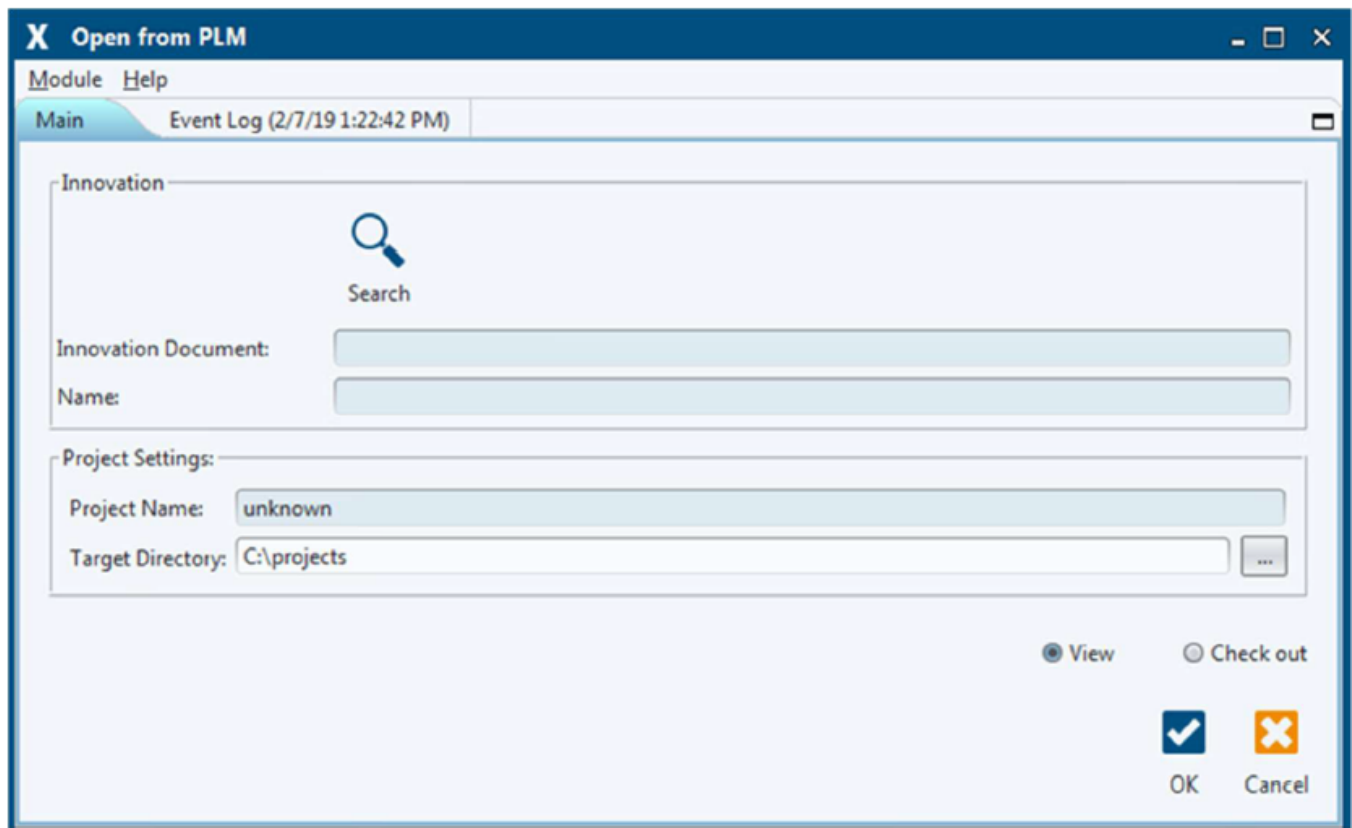 X Open from PLM
Module Help
Main Event Log (2/7/19 1:22:42 PM)
Innovation
Search
Innovation Document:
Name:
Project Settings:
Project Name: unknown
Target Directory: C:\projects ...
View Check out
OK Cancel